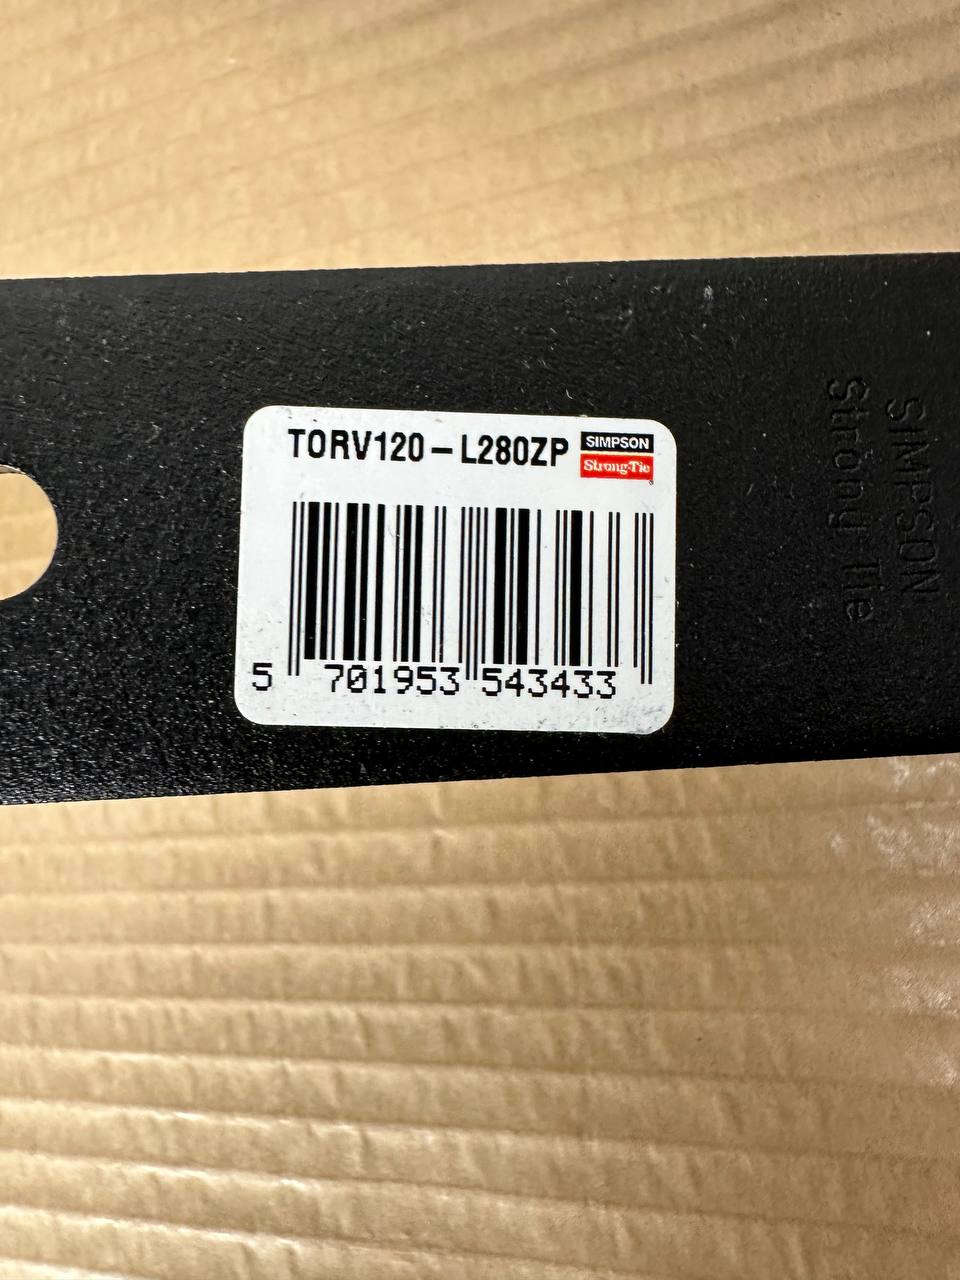 TORV120-L280ZP
SIMPSON
Strong-Tie
®
5 701953 543433
SIMPSON
Strong-Tie